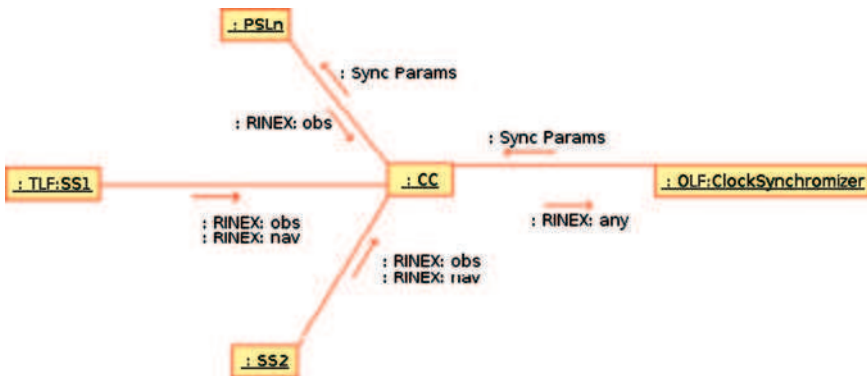 : PSLn
: Sync Params
: RINEX: obs
: Sync Params
: TLF:SS1
: CC
: OLF:ClockSynchromizer
: RINEX: obs
: RINEX: nav
: RINEX: any
: RINEX: obs
: RINEX: nav
: SS2